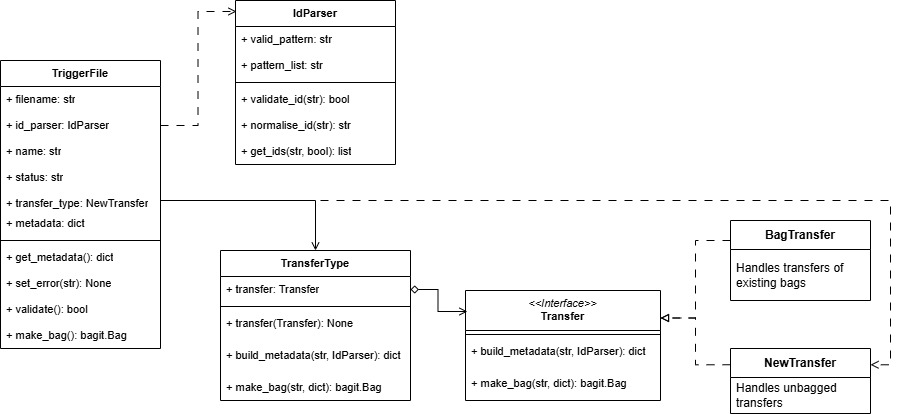 IdParser
+ valid_pattern: str
+ pattern_list: str
+ validate_id(str): bool
+ normalise_id(str): str
+ get_ids(str, bool): list
TriggerFile
+ filename: str
+ id_parser: IdParser
+ name: str
+ status: str
+ transfer_type: NewTransfer
+ metadata: dict
+ get_metadata(): dict
+ set_error(str): None
+ validate(): bool
+ make_bag(): bagit.Bag
TransferType
+ transfer: Transfer
+ transfer(Transfer): None
+ build_metadata(str, IdParser): dict
+ make_bag(str, dict): bagit.Bag
<<Interface>>
Transfer
+ build_metadata(str, IdParser): dict
+ make_bag(str, dict): bagit.Bag
BagTransfer
Handles transfers of
existing bags
NewTransfer
Handles unbagged
transfers